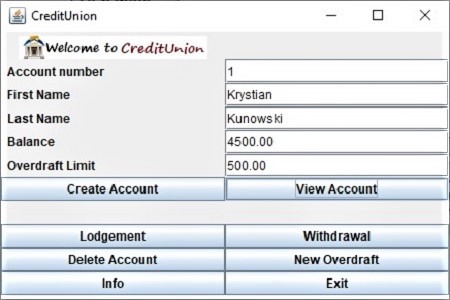 CreditUnion
Welcome to CreditUnion
Account number 1
First Name Krystian
Last Name Kunowski
Balance 4500.00
Overdraft Limit 500.00
Create Account View Account
Lodgement Withdrawal
Delete Account New Overdraft
Info Exit